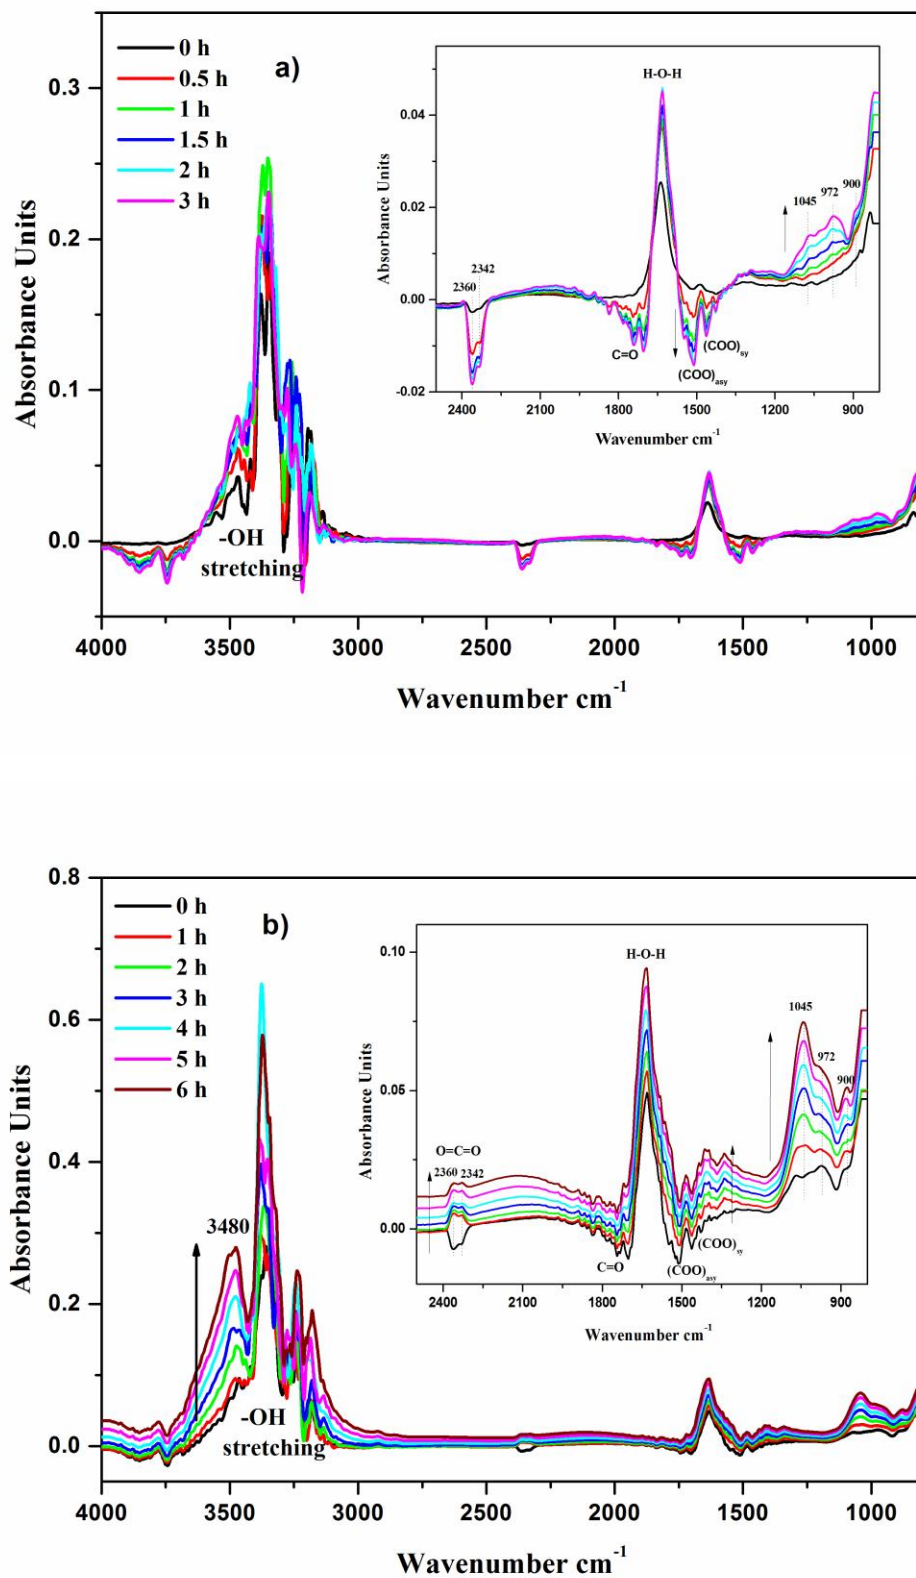 0 h
0.5 h
1 h
1.5 h
2 h
3 h
a)
0.3
0.2
0.1
0.0
Absorbance Units
-OH
stretching
4000 3500 3000 2500 2000 1500 1000
Wavenumber cm-1
H-O-H
0.04
0.02
0.00
-0.02
Absorbance Units
2360
2342
C=O
(COO)asy
(COO)sy
1045
972
900
2400 2100 1800 1500 1200 900
Wavenumber cm-1
0 h
1 h
2 h
3 h
4 h
5 h
6 h
b)
0.8
0.6
0.4
0.2
0.0
Absorbance Units
3480
-OH
stretching
4000 3500 3000 2500 2000 1500 1000
Wavenumber cm-1
H-O-H
0.10
0.05
0.00
Absorbance Units
O=C=O
2360
2342
C=O
(COO)asy
(COO)sy
1045
972
900
2400 2100 1800 1500 1200 900
Wavenumber cm-1